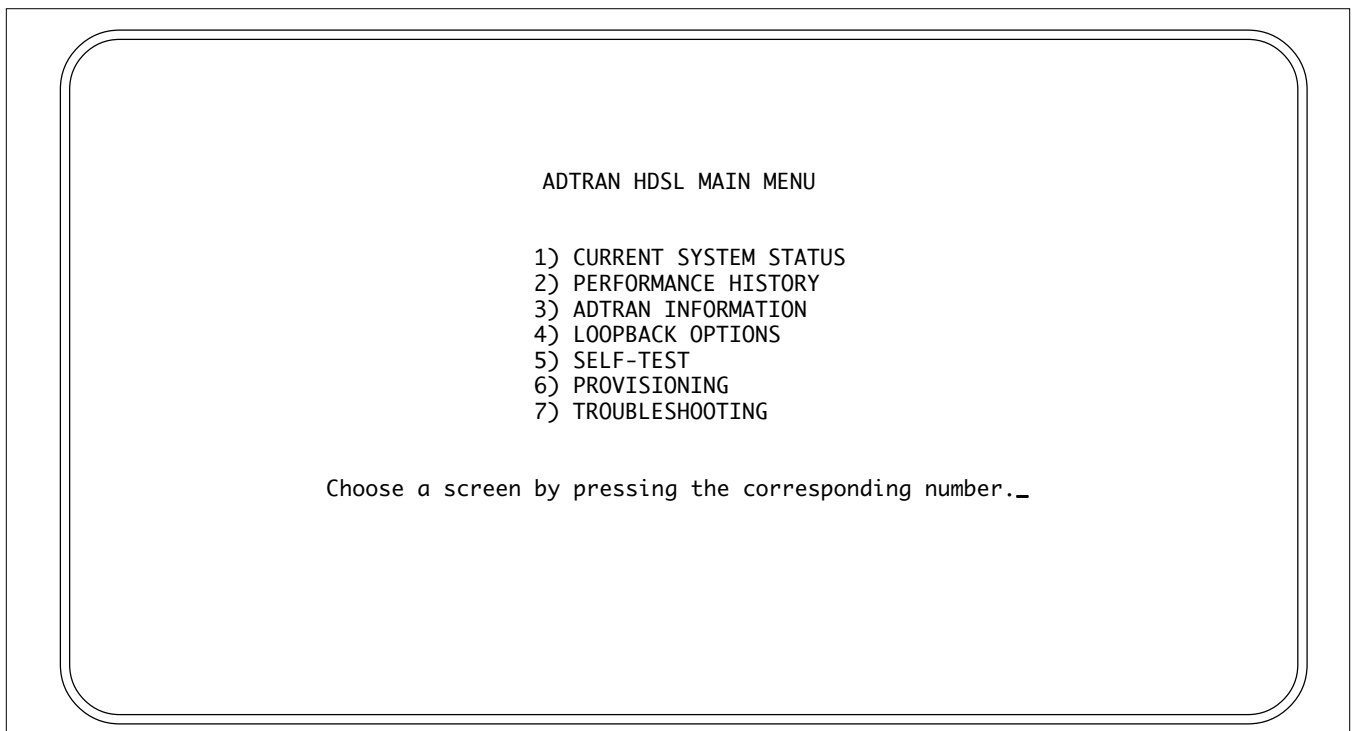 ADTRAN HDSL MAIN MENU
1) CURRENT SYSTEM STATUS
2) PERFORMANCE HISTORY
3) ADTRAN INFORMATION
4) LOOPBACK OPTIONS
5) SELF-TEST
6) PROVISIONING
7) TROUBLESHOOTING
Choose a screen by pressing the corresponding number._